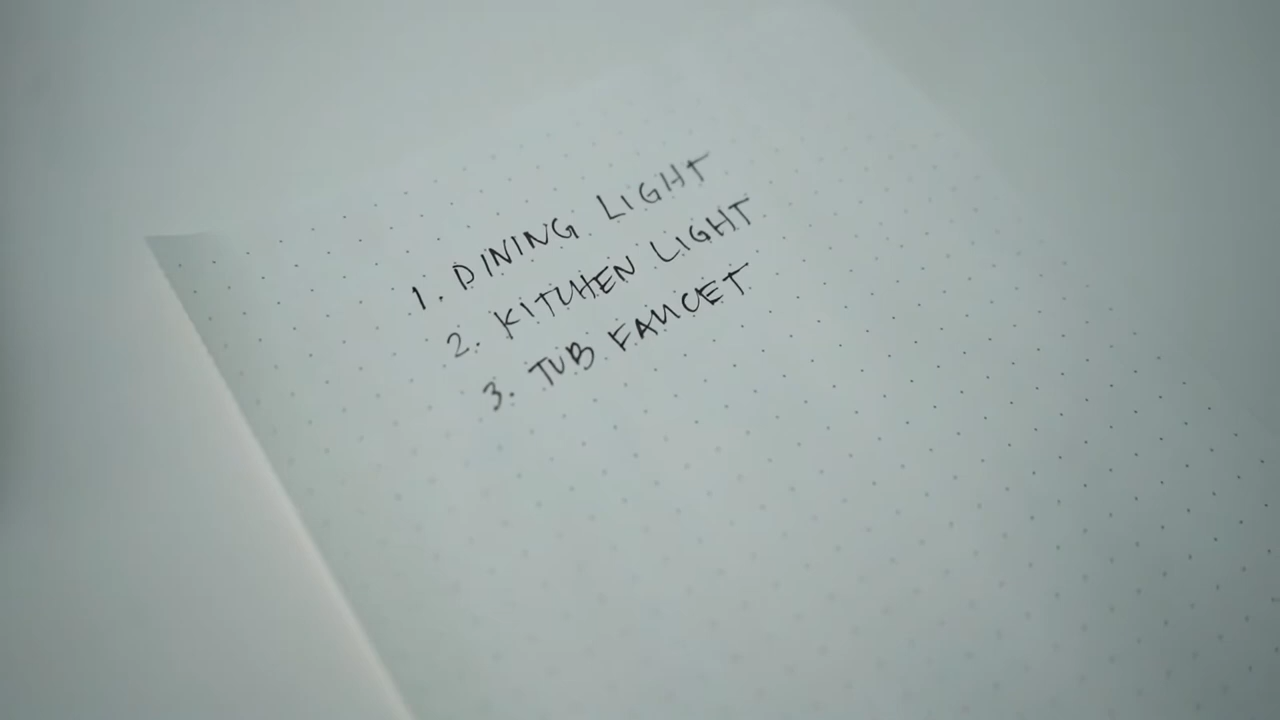 1. DINING LIGHT
2. KITCHEN LIGHT
3. TUB FAUCET